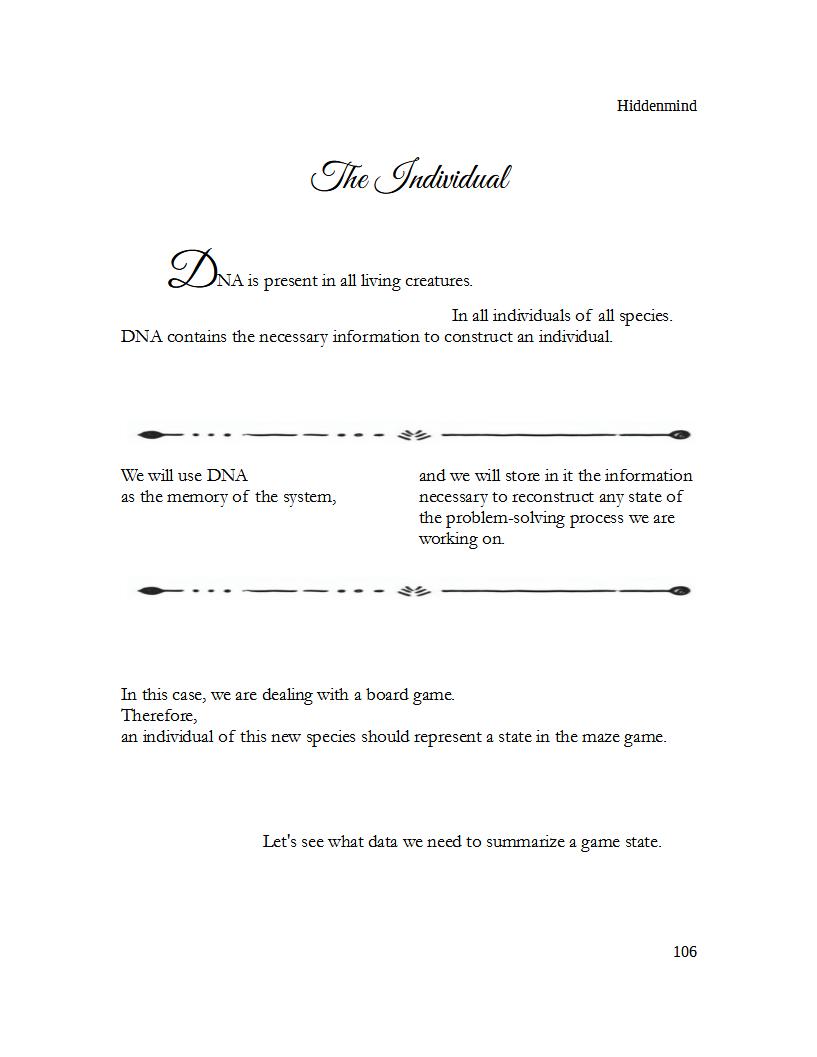 Hiddenmind
The Individual
DNA is present in all living creatures.
In all individuals of all species.
DNA contains the necessary information to construct an individual.
We will use DNA
as the memory of the system,
and we will store in it the information
necessary to reconstruct any state of
the problem-solving process we are
working on.
In this case, we are dealing with a board game.
Therefore,
an individual of this new species should represent a state in the maze game.
Let's see what data we need to summarize a game state.
106